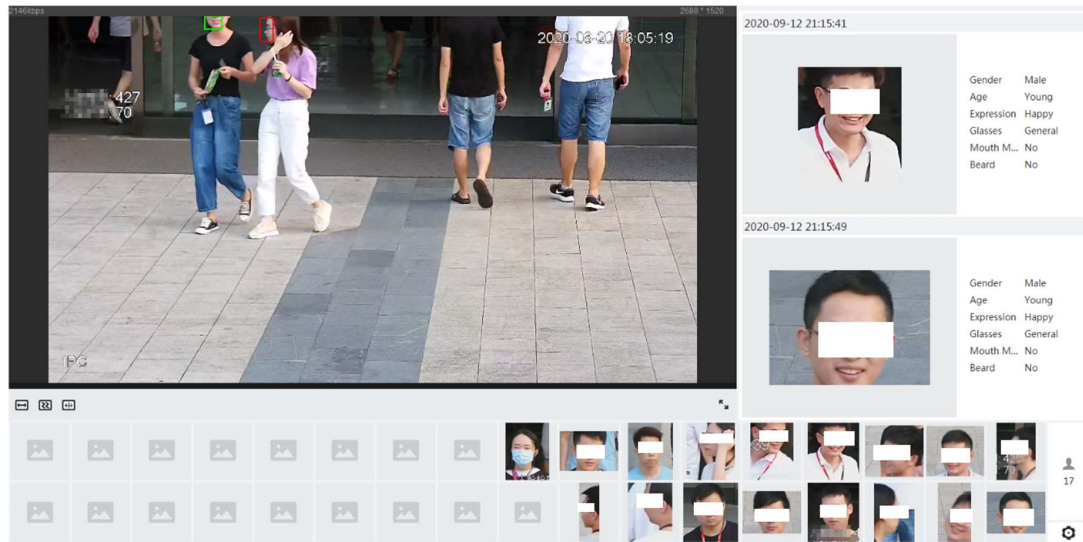 2146kbps
2688 * 1520
2020-08-20 18:05:19
427
70
IPC
2020-09-12 21:15:41
Gender Male
Age Young
Expression Happy
Glasses General
Mouth M... No
Beard No
2020-09-12 21:15:49
Gender Male
Age Young
Expression Happy
Glasses General
Mouth M... No
Beard No
17